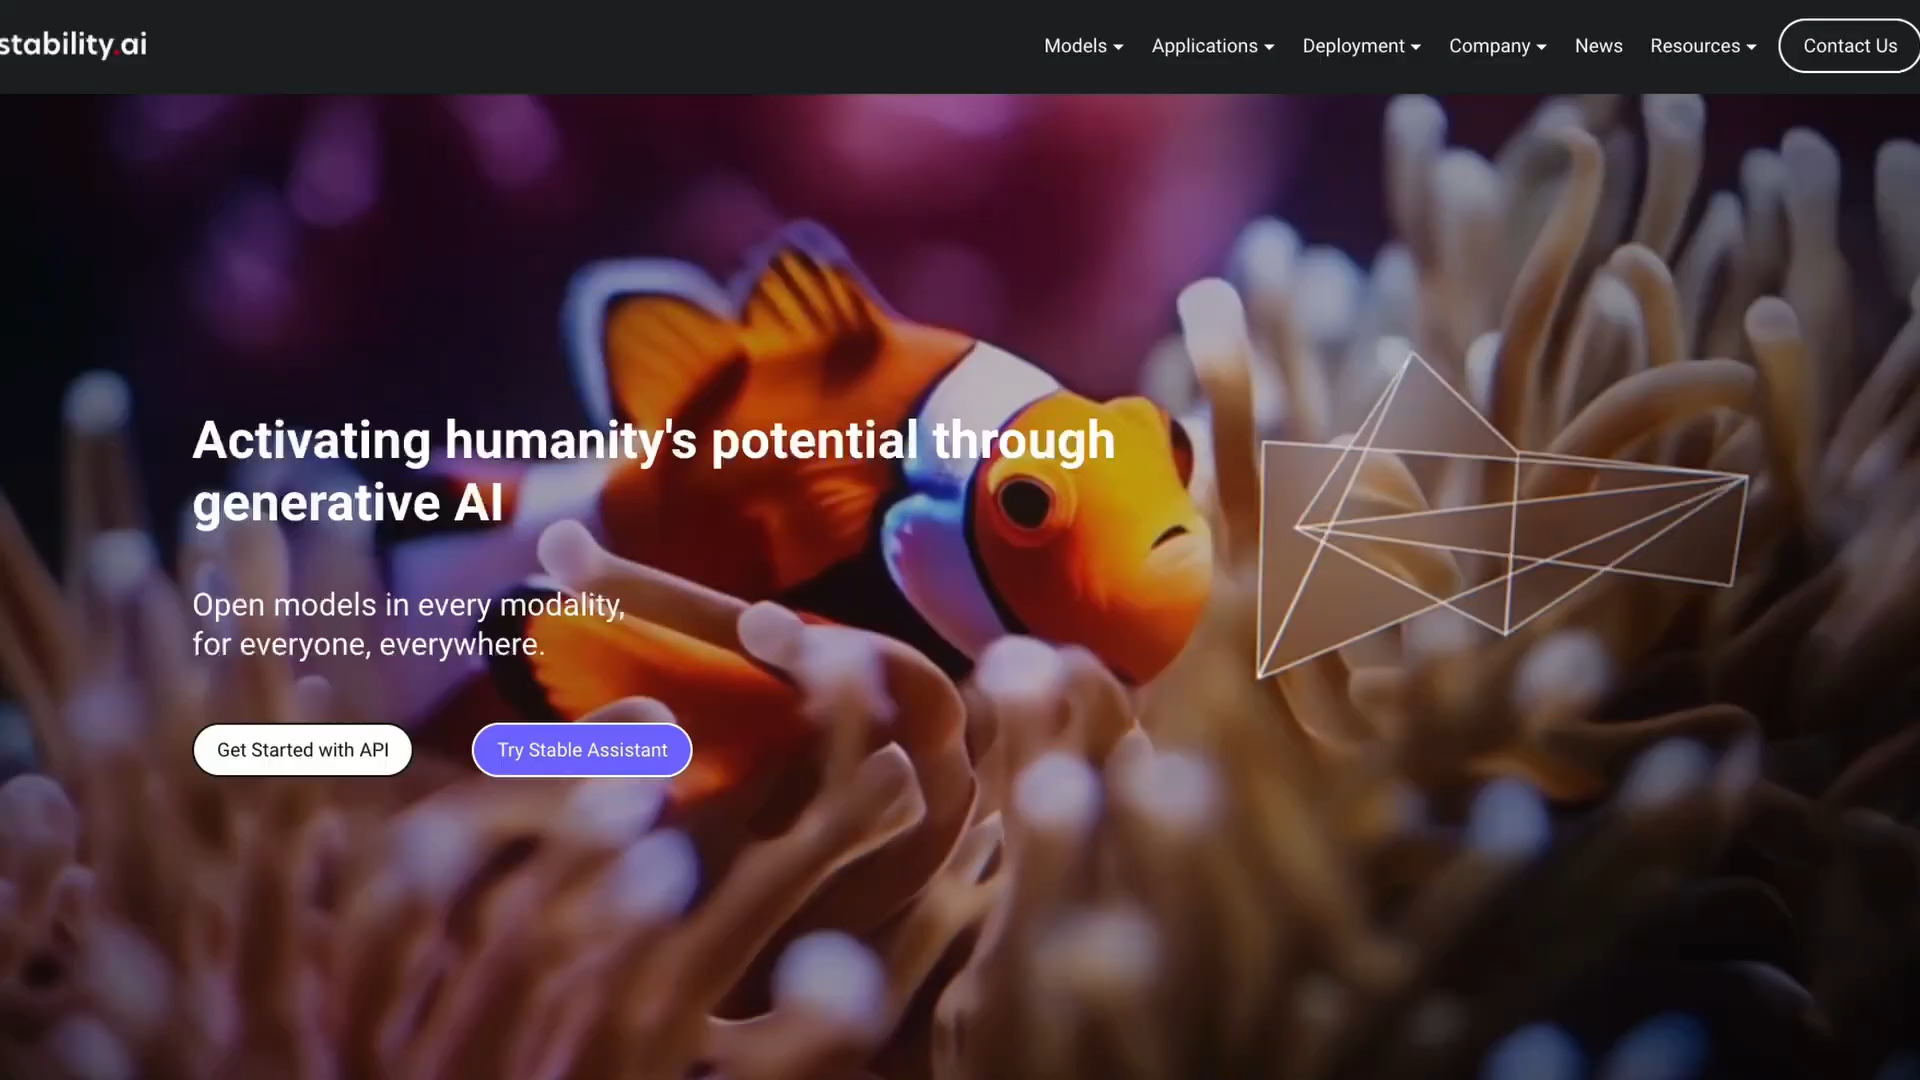 stability.ai
Models Applications Deployment Company News Resources Contact Us
Activating humanity's potential through
generative AI
Open models in every modality,
for everyone, everywhere.
Get Started with API Try Stable Assistant